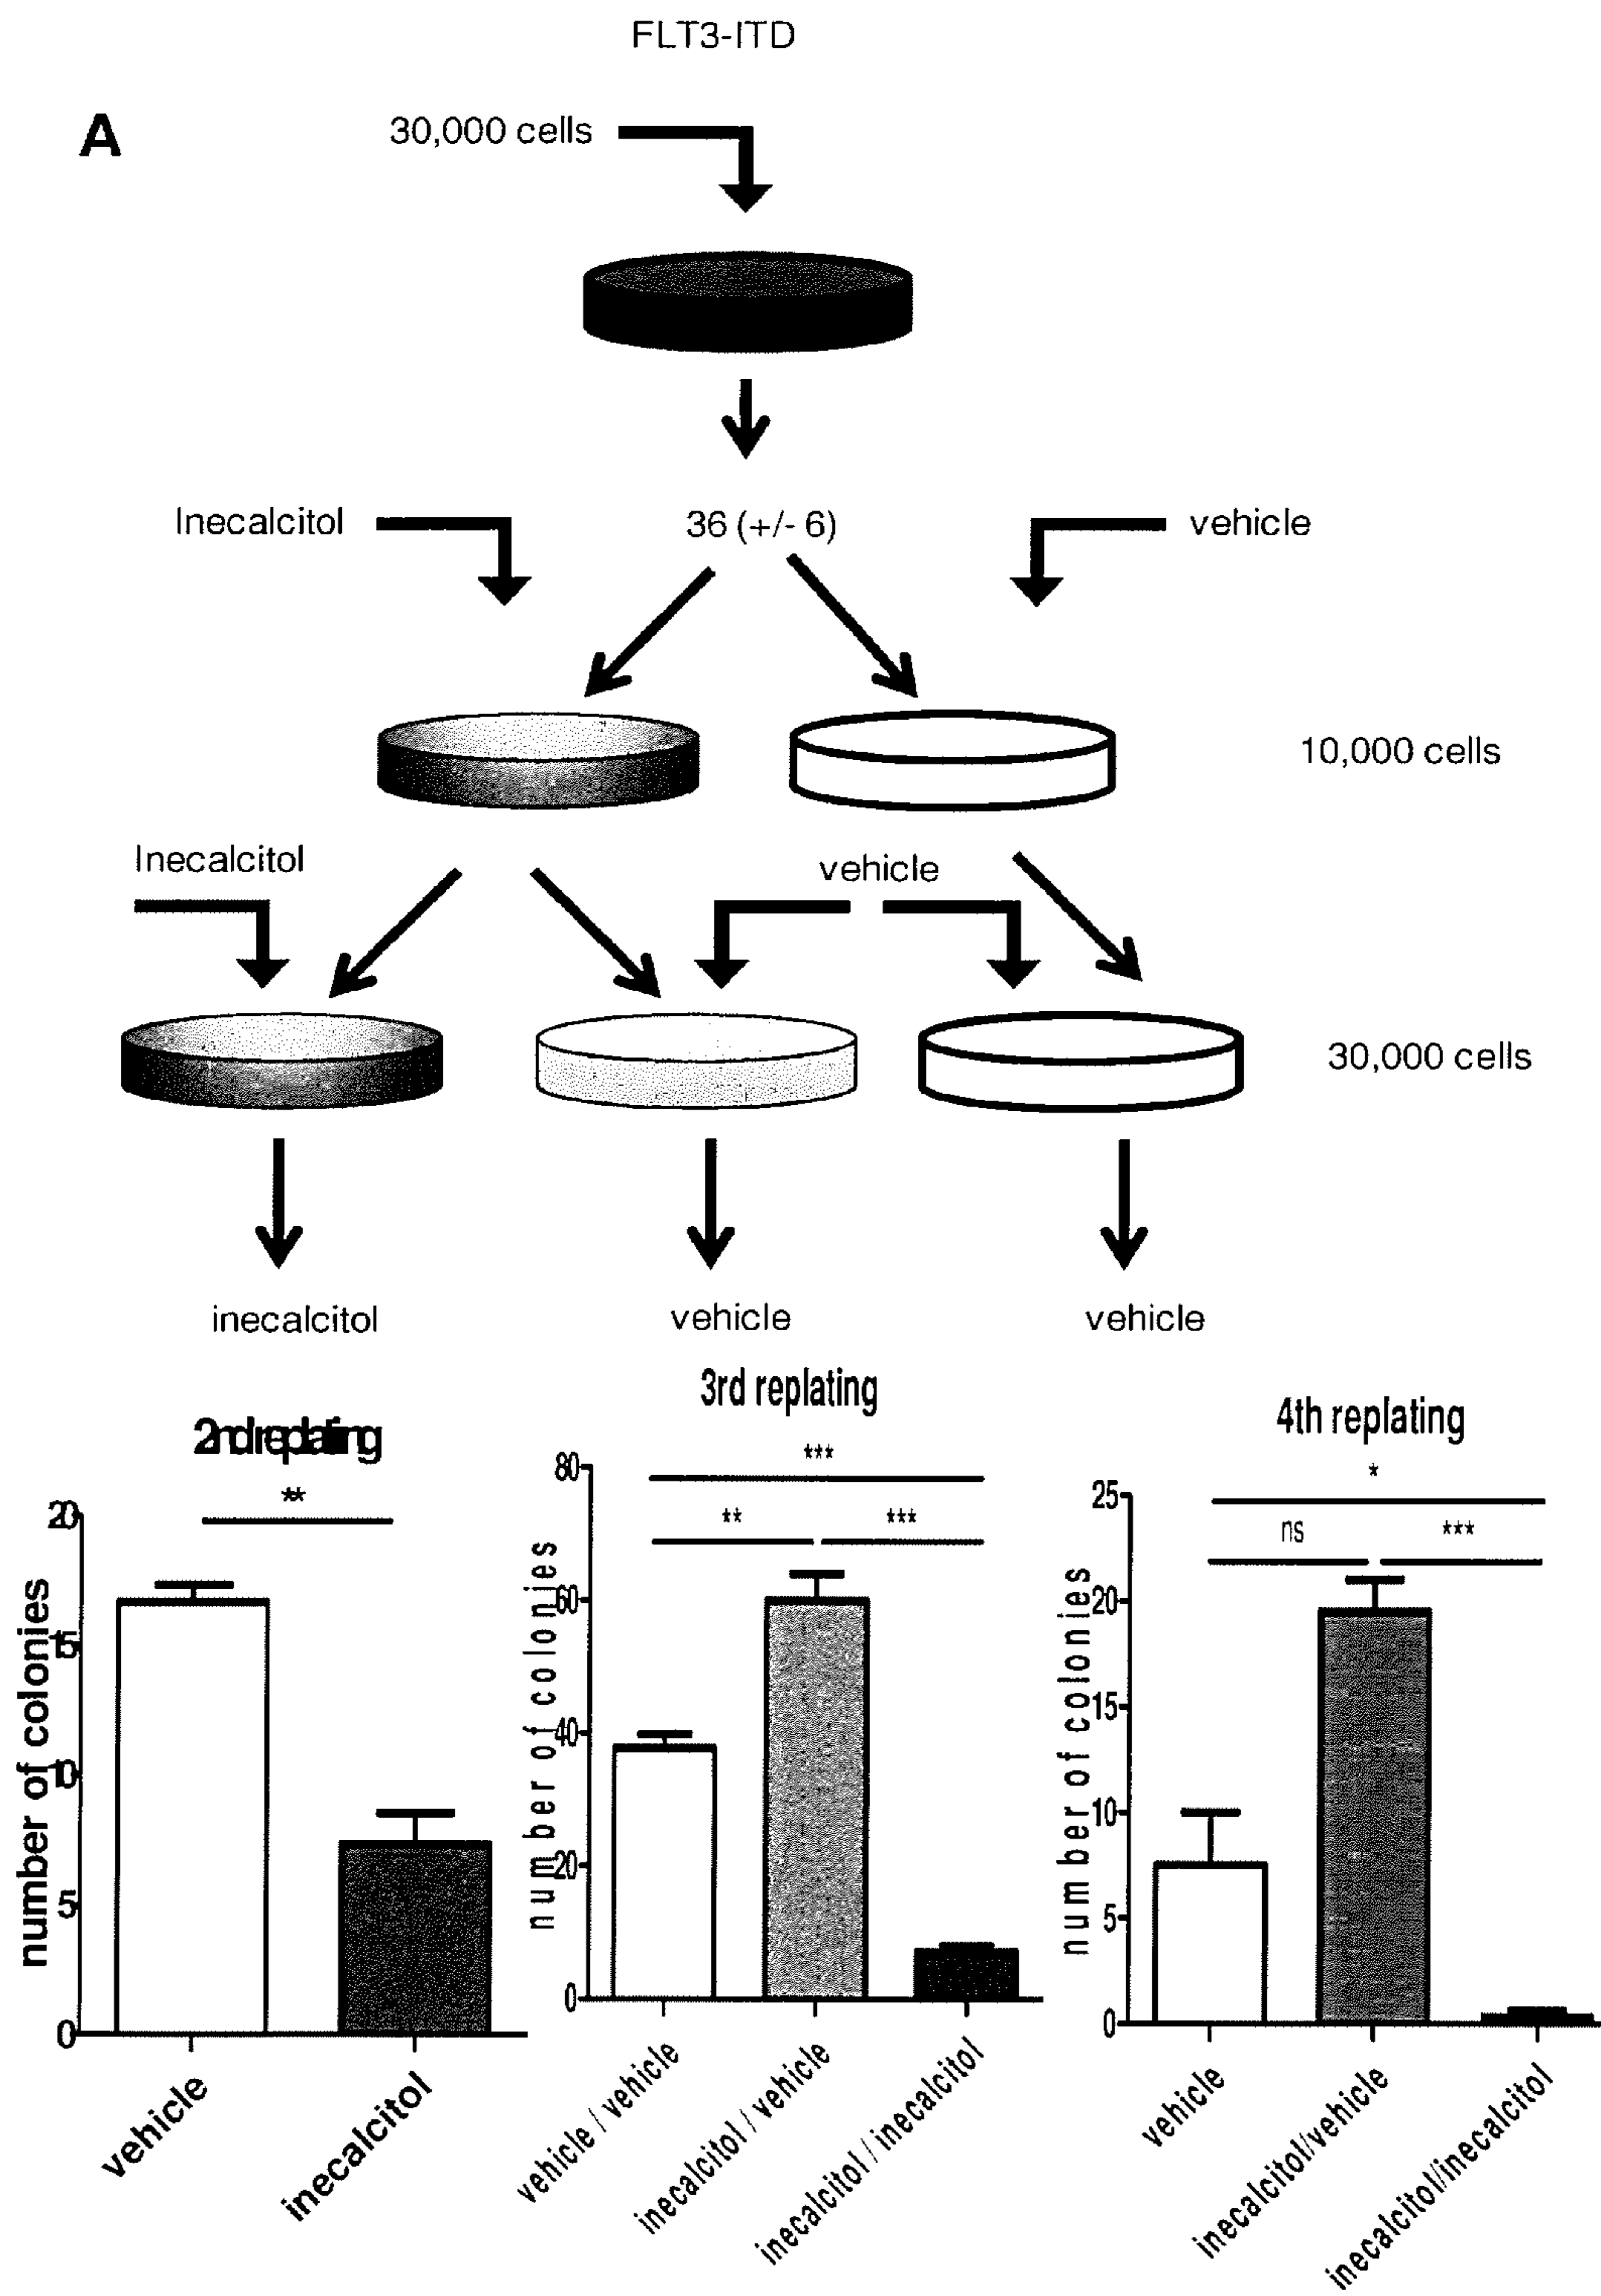 FLT3-ITD
A
30,000 cells
Inecalcitol
36 (+/- 6)
vehicle
10,000 cells
Inecalcitol
vehicle
30,000 cells
inecalcitol
vehicle
vehicle
2nd replating
**
20
15
10
5
0
number of colonies
vehicle
inecalcitol
3rd replating
***
**
***
80
60
40
20
0
number of colonies
vehicle / vehicle
inecalcitol / vehicle
inecalcitol / inecalcitol
4th replating
*
ns
***
25
20
15
10
5
0
number of colonies
vehicle
inecalcitol/vehicle
inecalcitol/inecalcitol